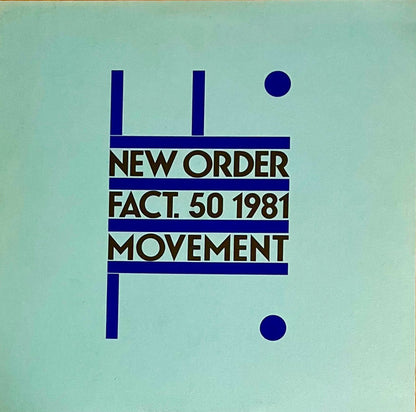 NEW ORDER
FACT. 50 1981
MOVEMENT